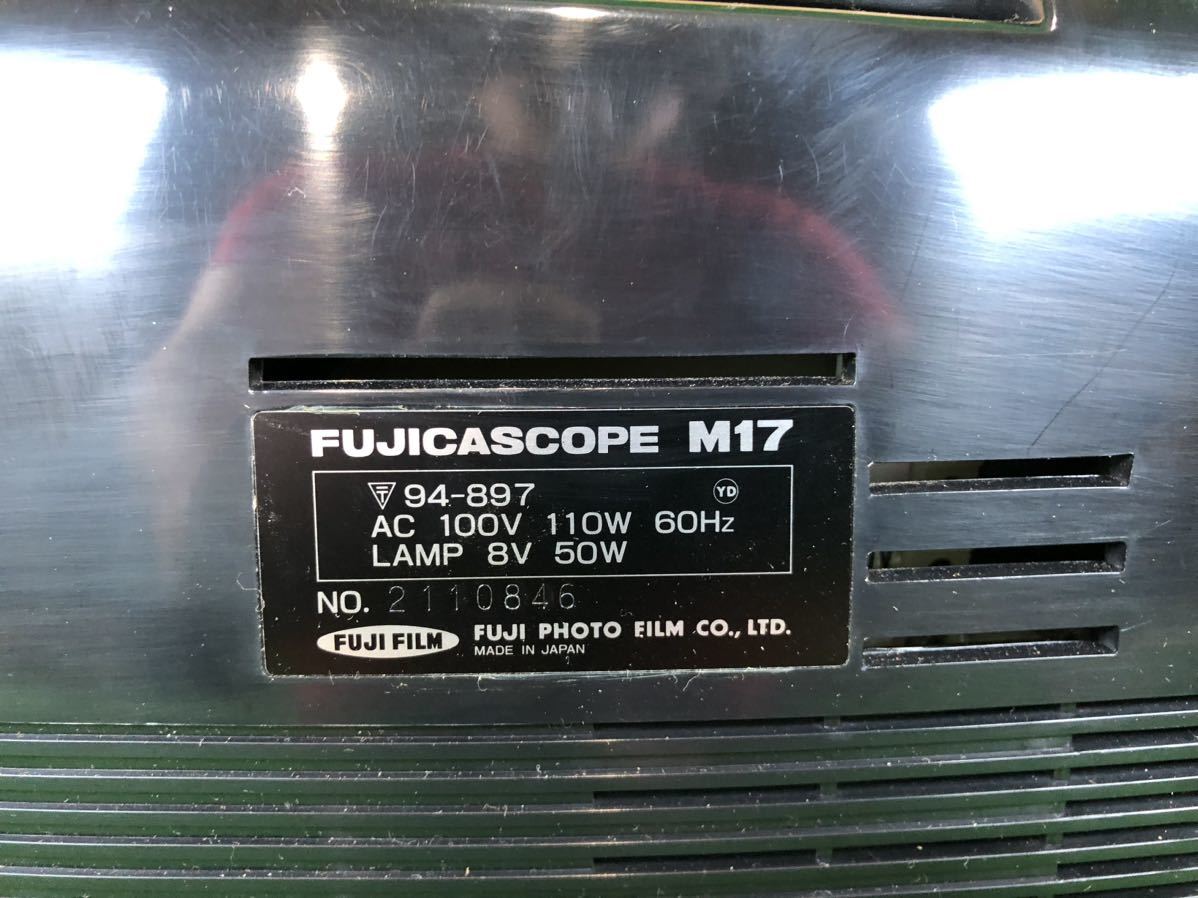 FUJICASCOPE M17
〒 94-897 YD
AC 100V 110W 60Hz
LAMP 8V 50W
NO. 2110846
FUJI FILM FUJI PHOTO FILM CO., LTD.
MADE IN JAPAN